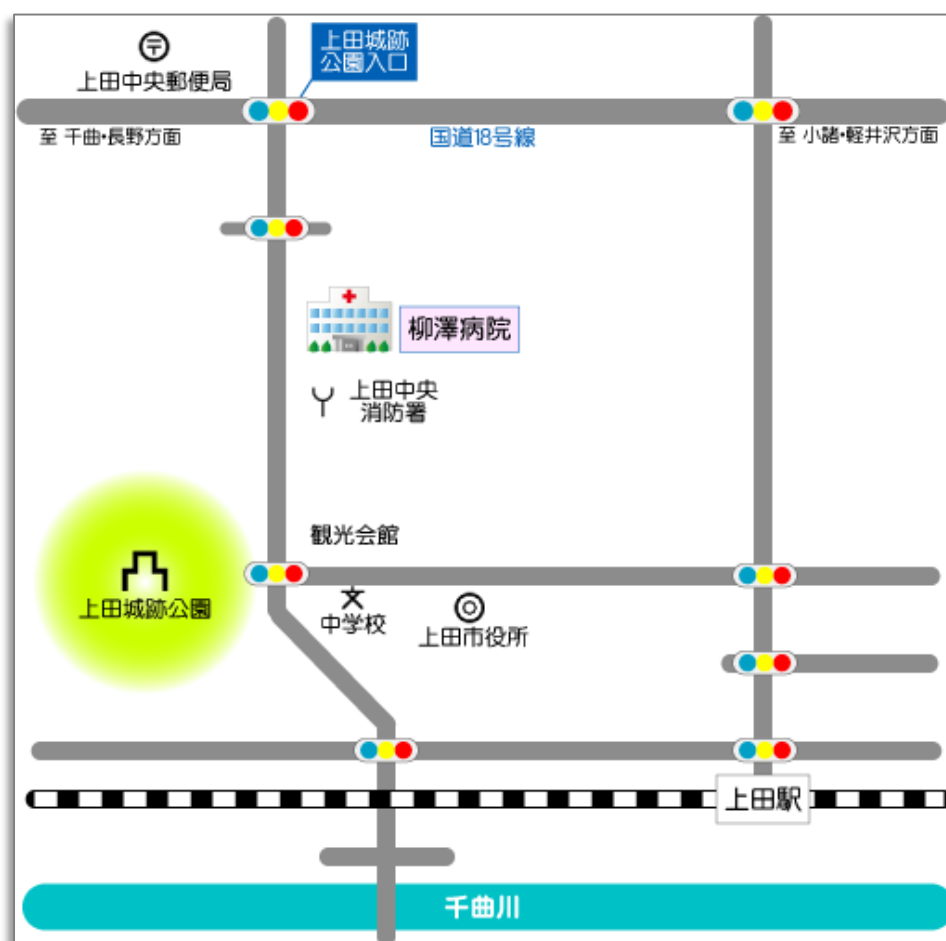 上田城跡
公園入口
上田中央郵便局
至 千曲・長野方面
国道18号線
至 小諸・軽井沢方面
柳澤病院
上田中央
消防署
観光会館
上田城跡公園
中学校
上田市役所
上田駅
千曲川